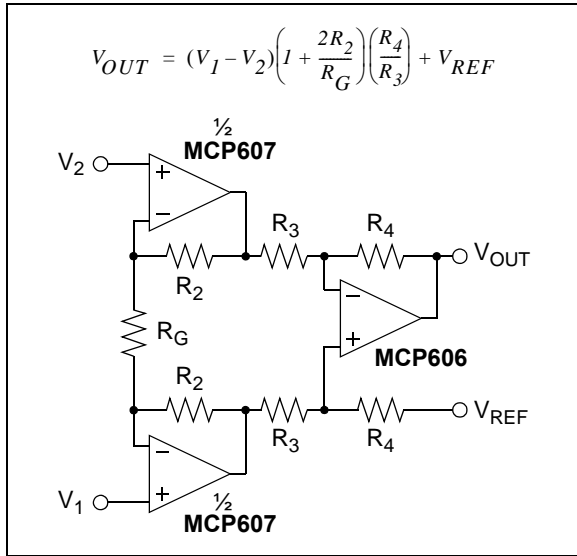 V_OUT = (V_1 – V_2)(1 + 2R_2/R_G)(R_4/R_3) + V_REF
½
MCP607
V_2
+
–
R_3
R_4
V_OUT
R_2
–
R_G
+
MCP606
R_2
R_3
R_4
V_REF
–
V_1
+
½
MCP607